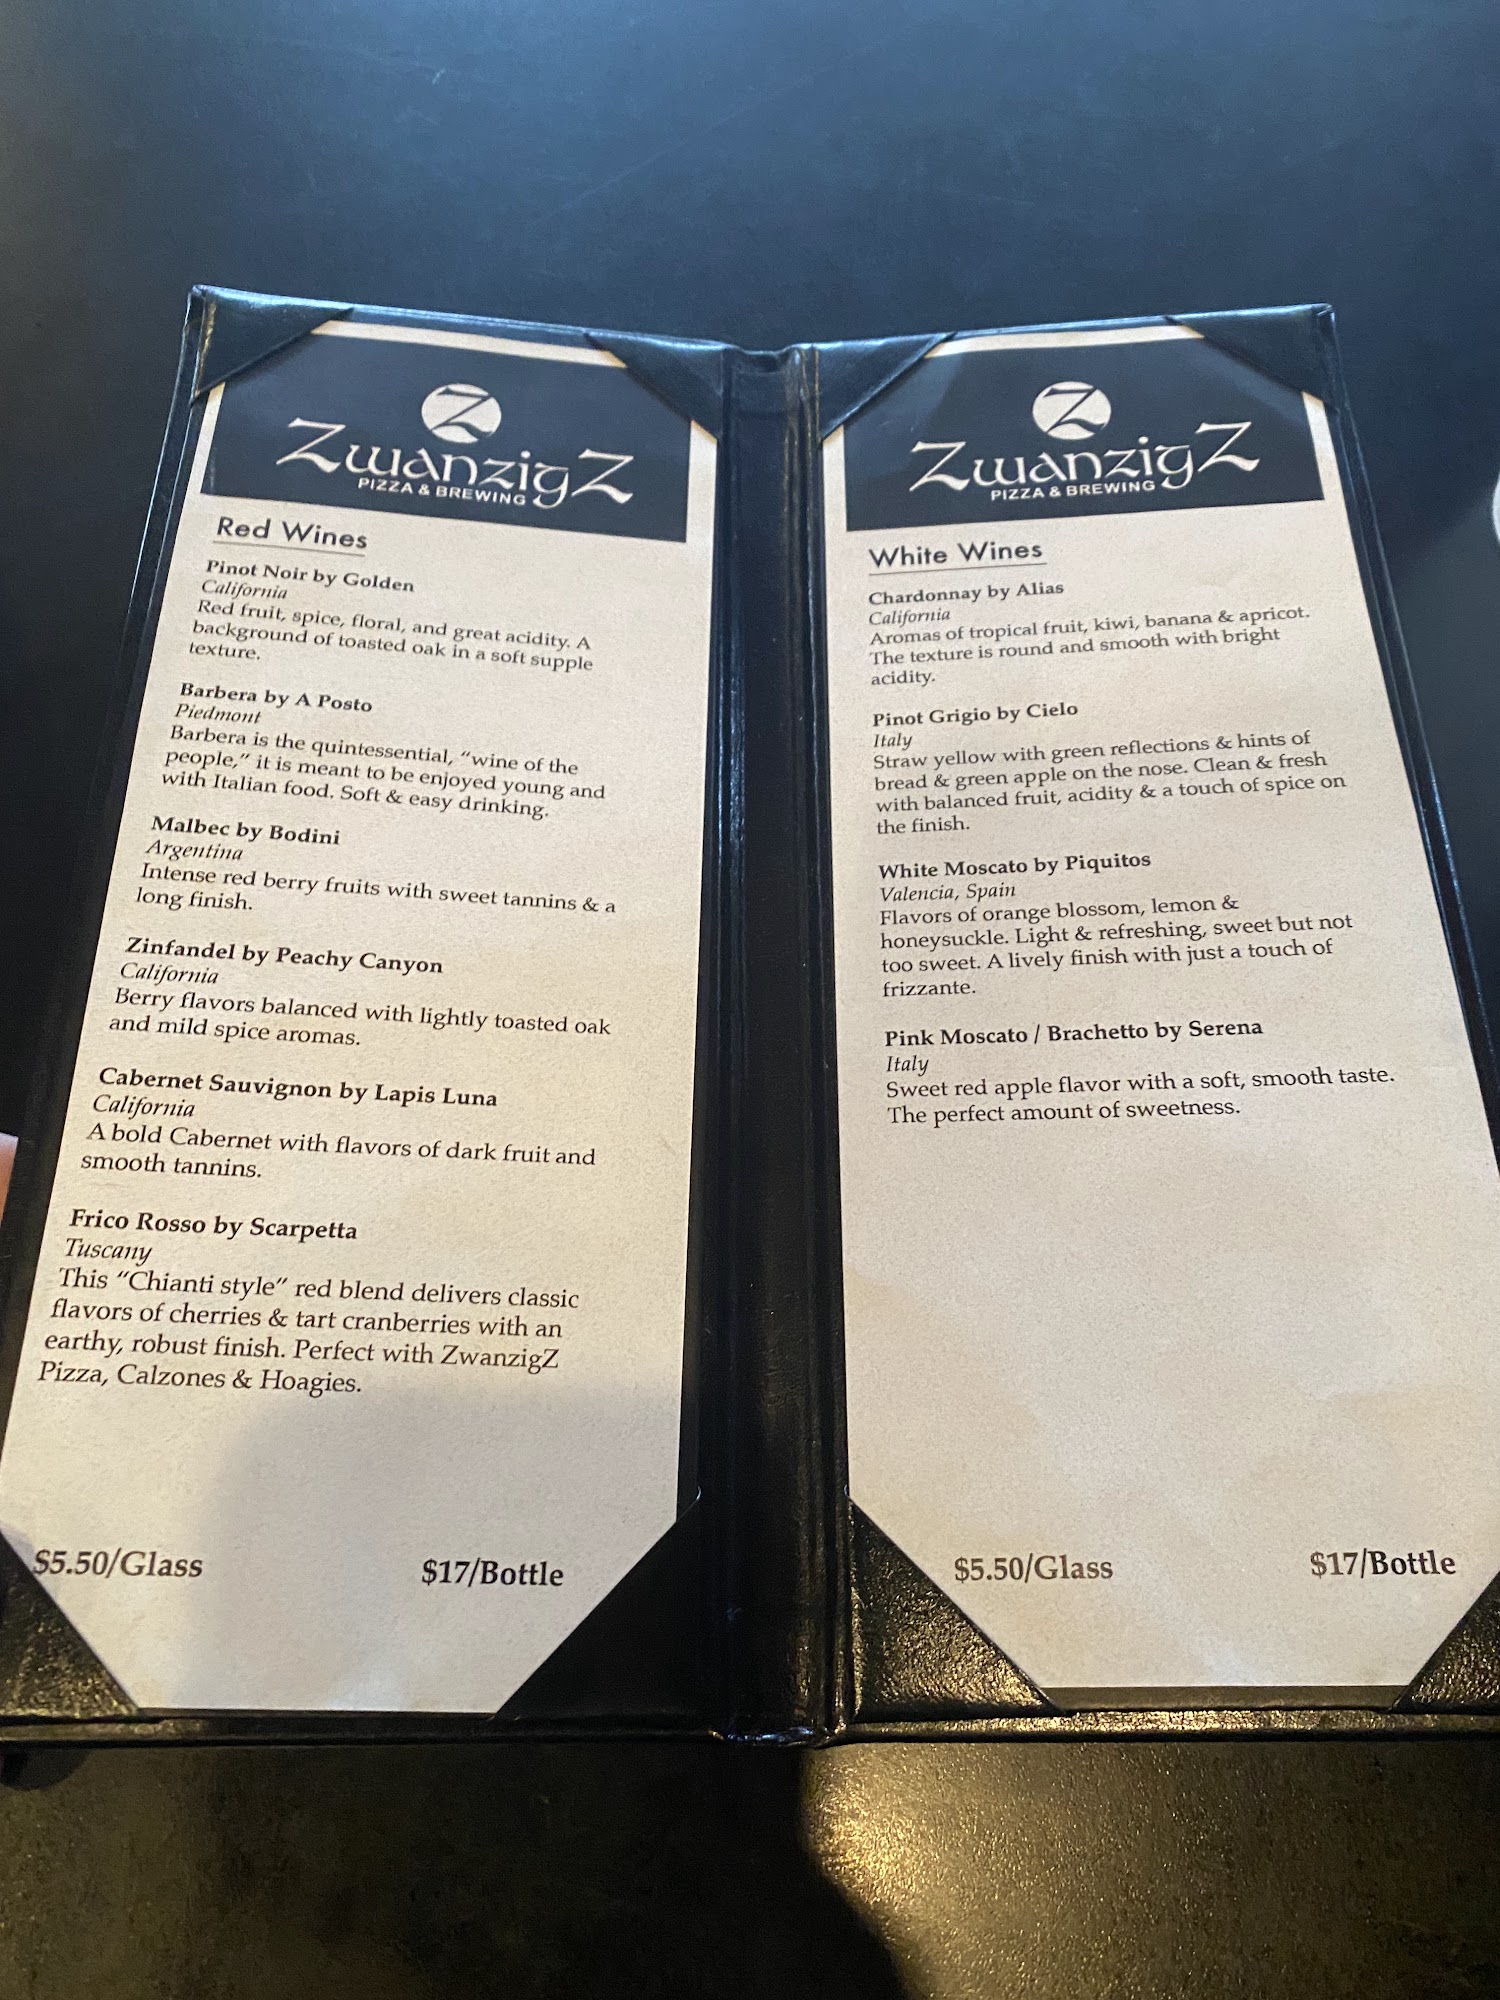 Z
ZwanzigZ
PIZZA & BREWING
Red Wines
Pinot Noir by Golden
California
Red fruit, spice, floral, and great acidity. A
background of toasted oak in a soft supple
texture.
Barbera by A Posto
Piedmont
Barbera is the quintessential, “wine of the
people,” it is meant to be enjoyed young and
with Italian food. Soft & easy drinking.
Malbec by Bodini
Argentina
Intense red berry fruits with sweet tannins & a
long finish.
Zinfandel by Peachy Canyon
California
Berry flavors balanced with lightly toasted oak
and mild spice aromas.
Cabernet Sauvignon by Lapis Luna
California
A bold Cabernet with flavors of dark fruit and
smooth tannins.
Frico Rosso by Scarpetta
Tuscany
This “Chianti style” red blend delivers classic
flavors of cherries & tart cranberries with an
earthy, robust finish. Perfect with ZwanzigZ
Pizza, Calzones & Hoagies.
$5.50/Glass $17/Bottle
Z
ZwanzigZ
PIZZA & BREWING
White Wines
Chardonnay by Alias
California
Aromas of tropical fruit, kiwi, banana & apricot.
The texture is round and smooth with bright
acidity.
Pinot Grigio by Cielo
Italy
Straw yellow with green reflections & hints of
bread & green apple on the nose. Clean & fresh
with balanced fruit, acidity & a touch of spice on
the finish.
White Moscato by Piquitos
Valencia, Spain
Flavors of orange blossom, lemon &
honeysuckle. Light & refreshing, sweet but not
too sweet. A lively finish with just a touch of
frizzante.
Pink Moscato / Brachetto by Serena
Italy
Sweet red apple flavor with a soft, smooth taste.
The perfect amount of sweetness.
$5.50/Glass $17/Bottle